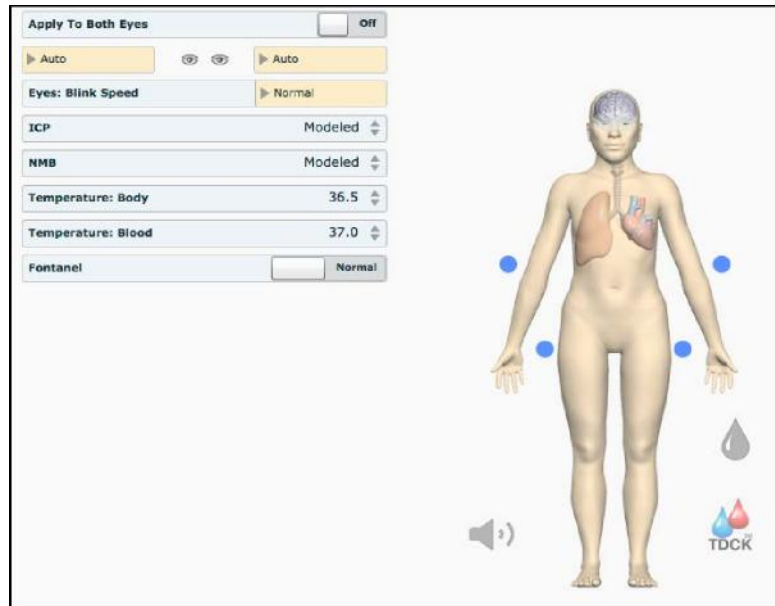 Apply To Both Eyes Off
Auto Auto
Eyes: Blink Speed Normal
ICP Modeled
NMB Modeled
Temperature: Body 36.5
Temperature: Blood 37.0
Fontanel Normal
TDCK